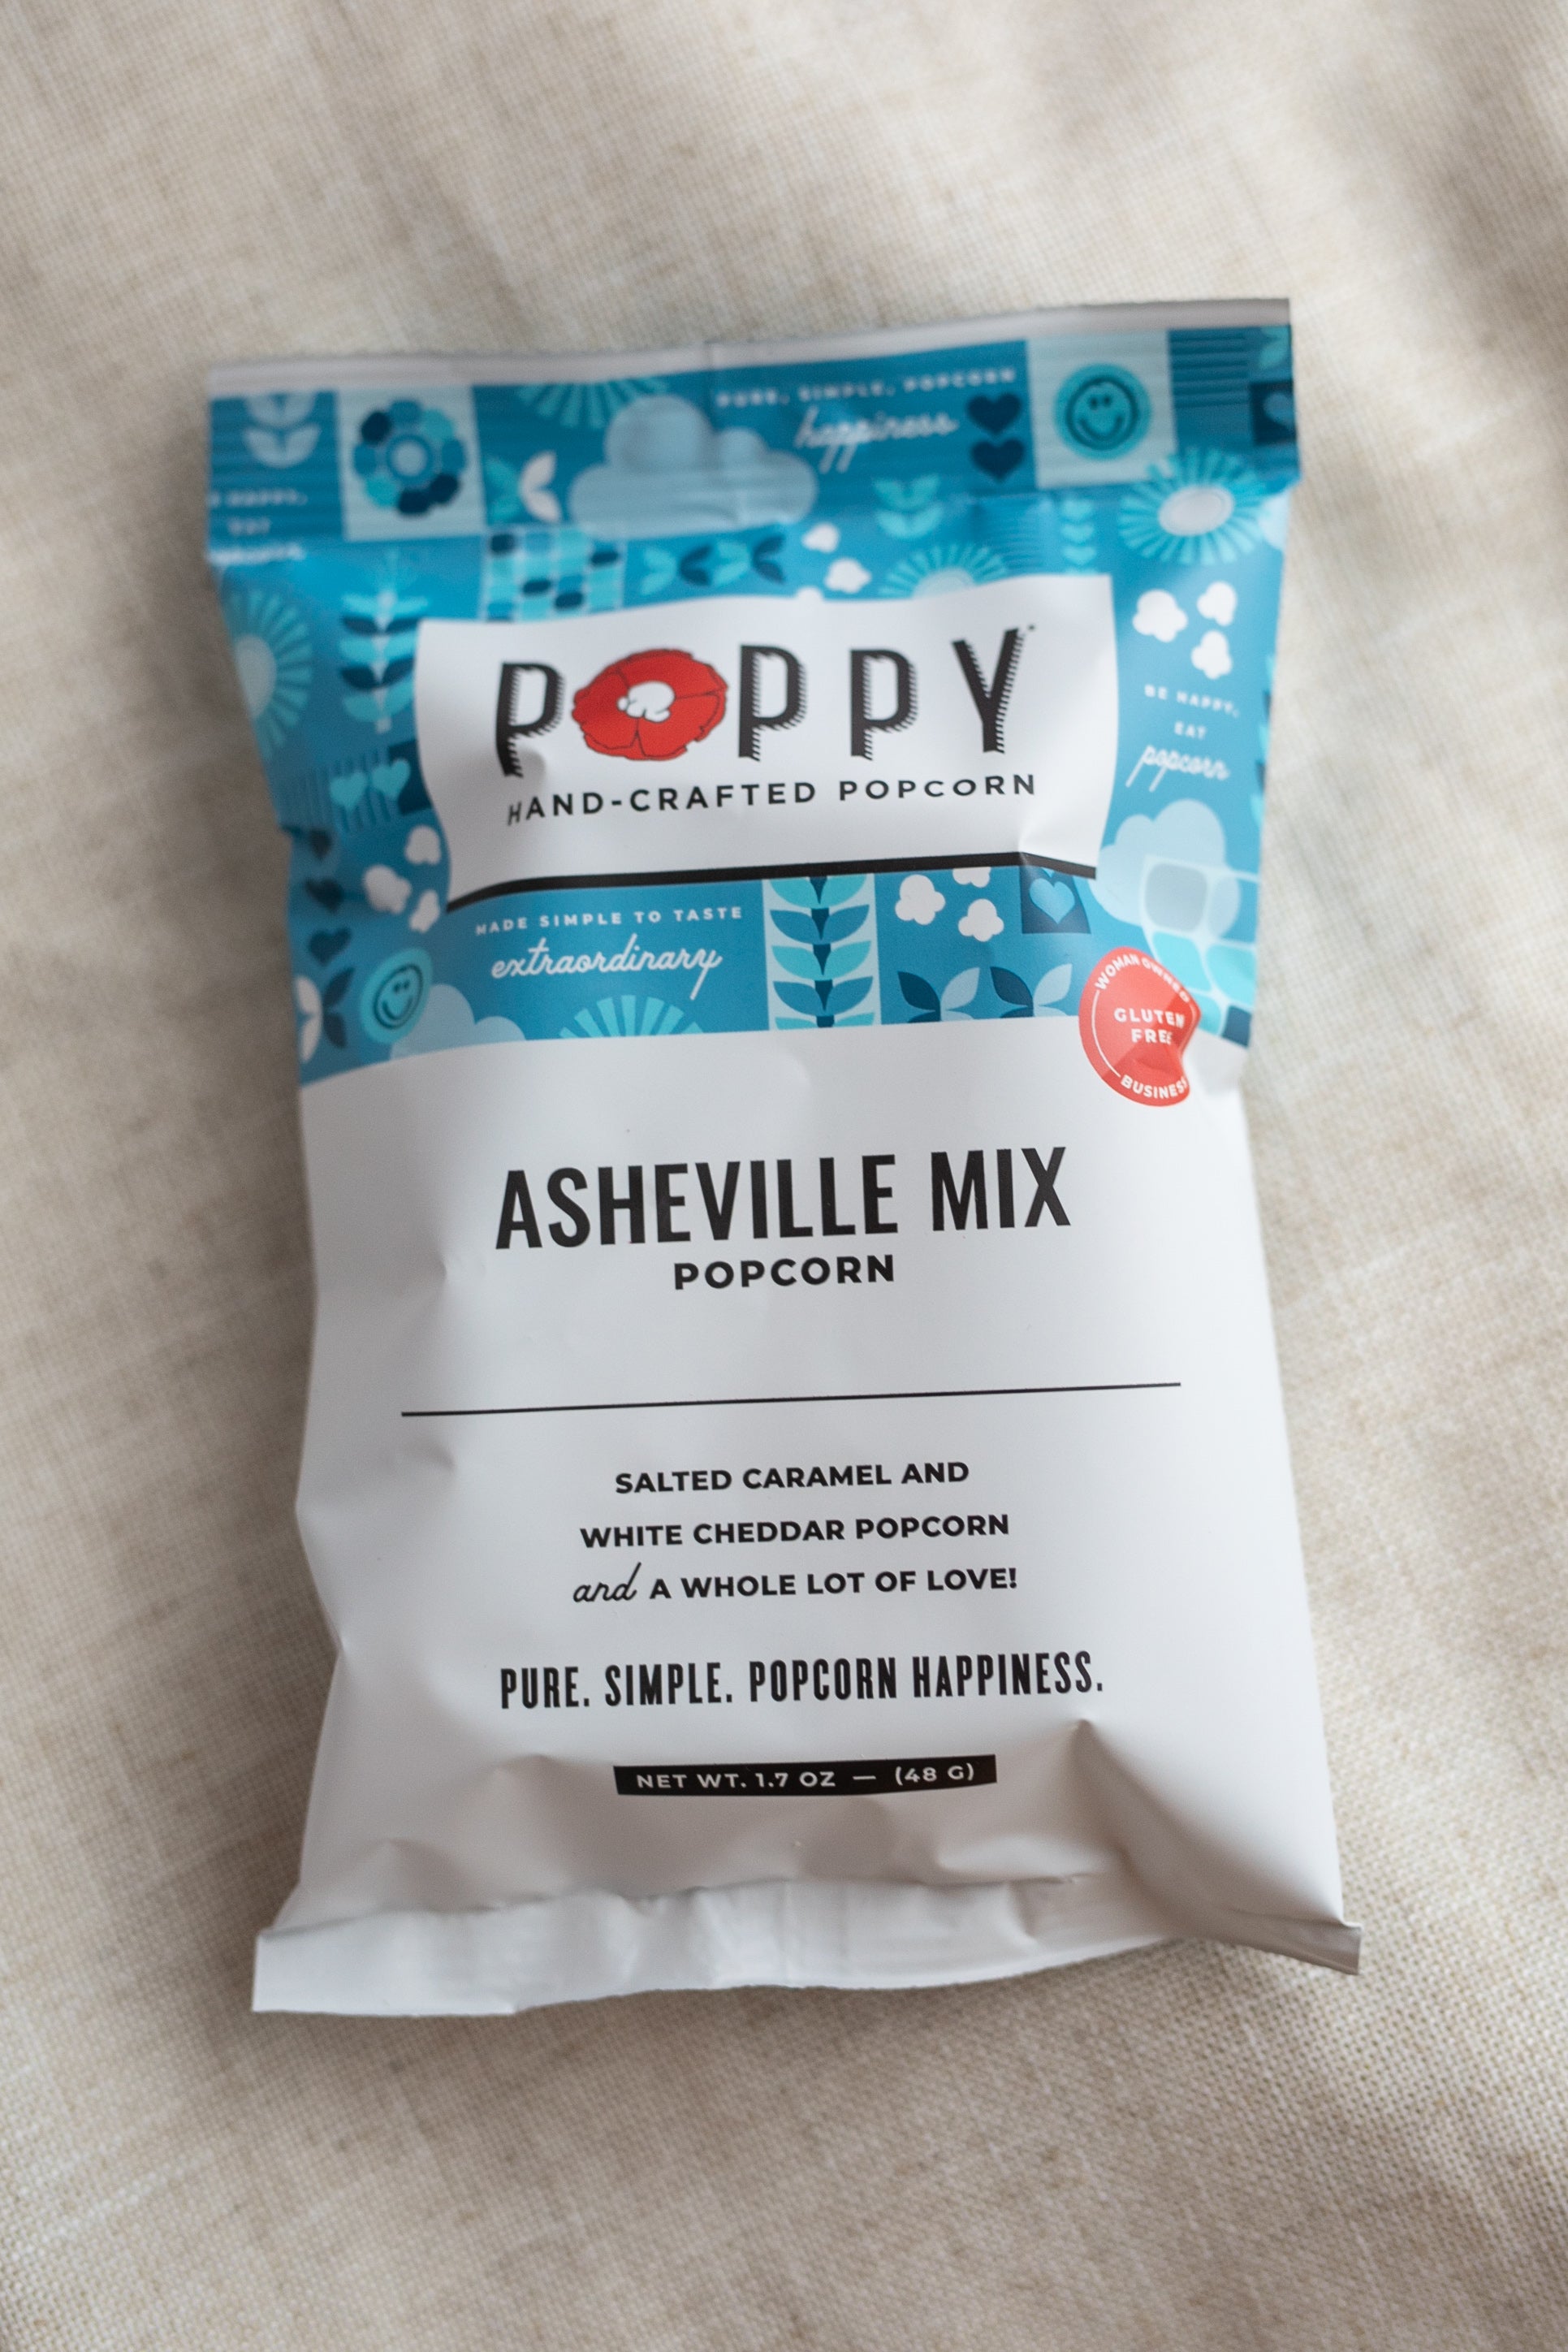 PURE. SIMPLE. POPCORN
happiness
POPPY
HAND-CRAFTED POPCORN
BE HAPPY,
EAT
popcorn
MADE SIMPLE TO TASTE
extraordinary
WOMAN OWNED
GLUTEN
FREE
BUSINESS
ASHEVILLE MIX
POPCORN
SALTED CARAMEL AND
WHITE CHEDDAR POPCORN
and A WHOLE LOT OF LOVE!
PURE. SIMPLE. POPCORN HAPPINESS.
NET WT. 1.7 OZ — (48 G)